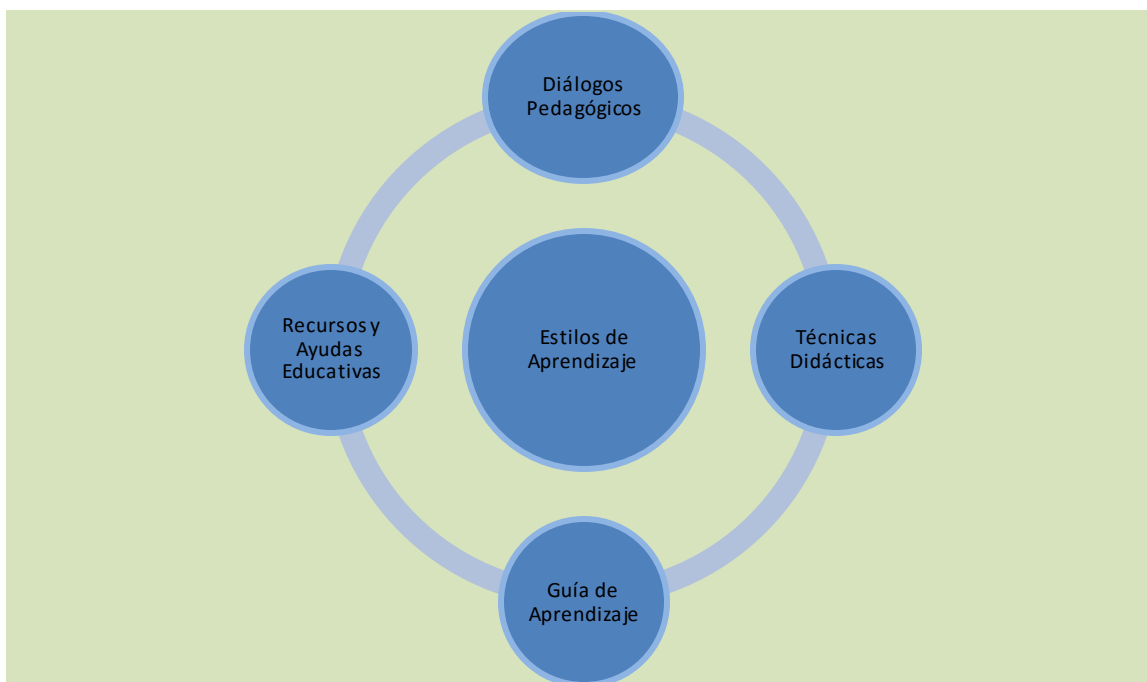 Diálogos
Pedagógicos
Recursos y
Ayudas
Educativas
Estilos de
Aprendizaje
Técnicas
Didácticas
Guía de
Aprendizaje